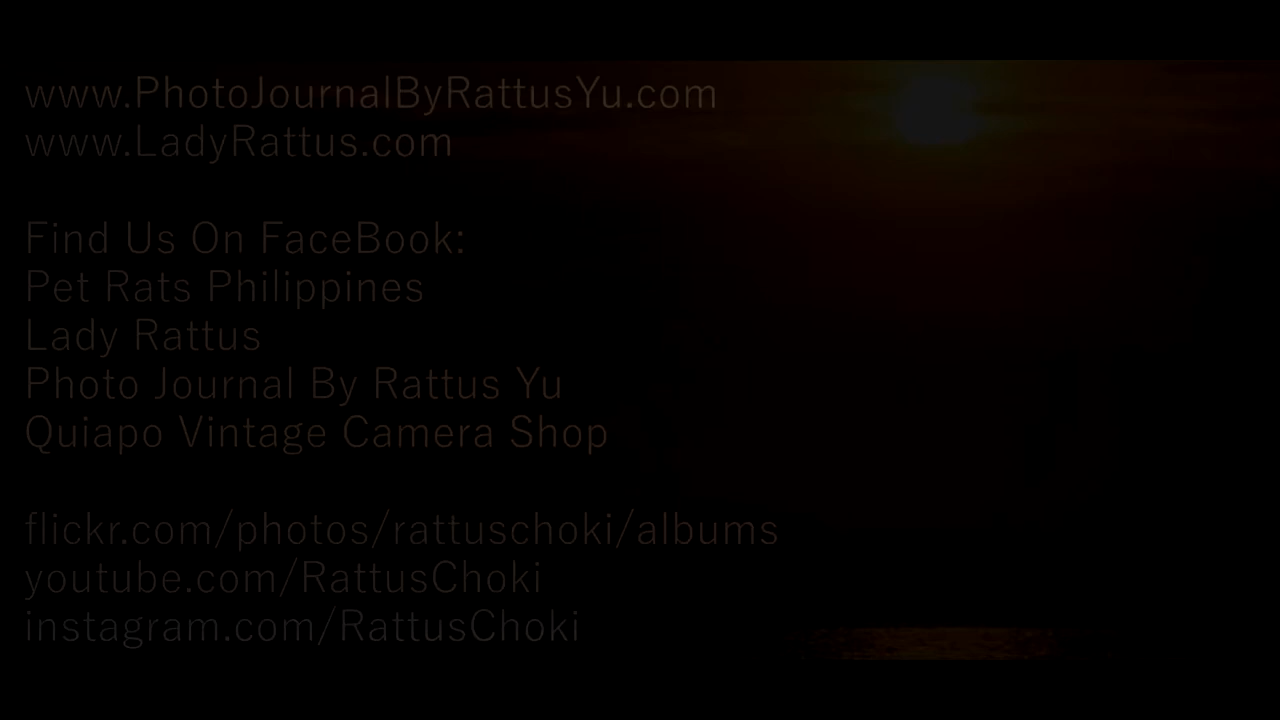 www.PhotoJournalByRattusYu.com
www.LadyRattus.com
Find Us On FaceBook:
Pet Rats Philippines
Lady Rattus
Photo Journal By Rattus Yu
Quiapo Vintage Camera Shop
flickr.com/photos/rattuschoki/albums
youtube.com/RattusChoki
instagram.com/RattusChoki